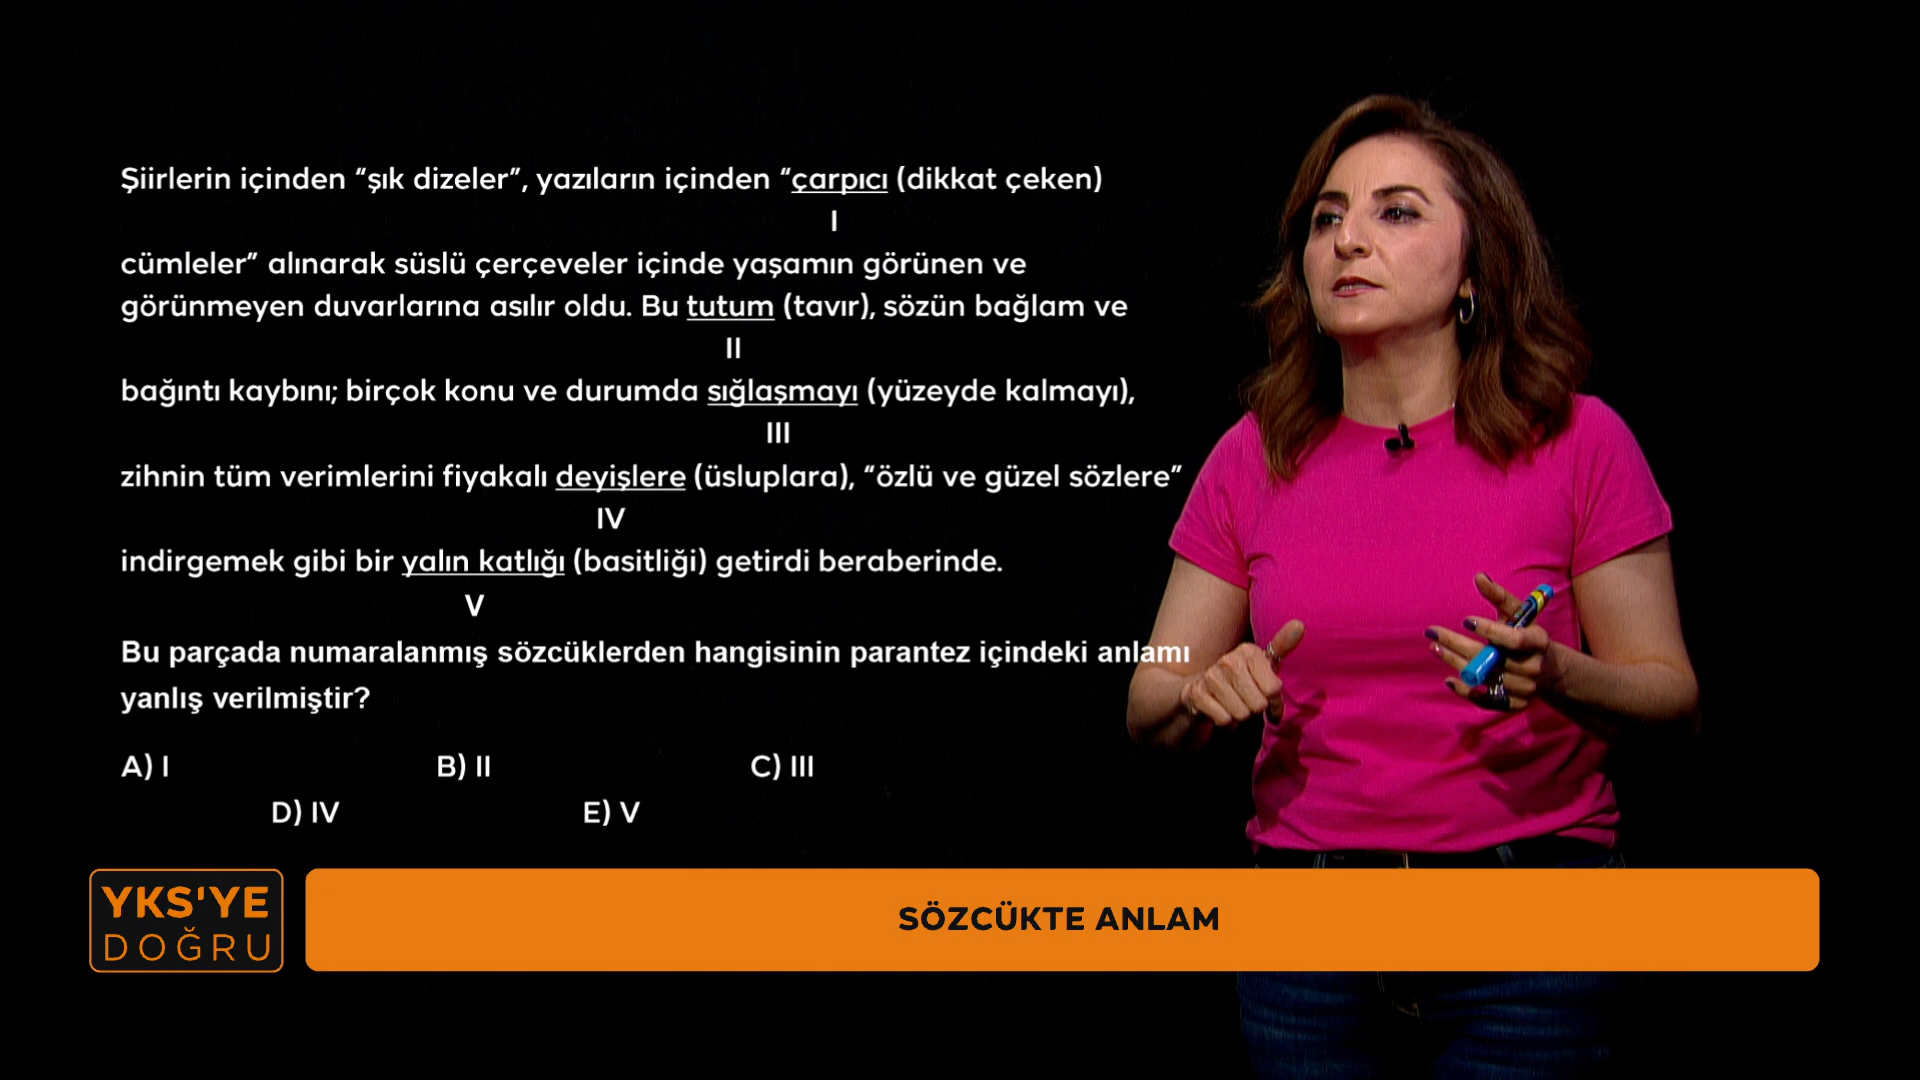 Şiirlerin içinden “şık dizeler”, yazıların içinden “çarpıcı (dikkat çeken)
I
cümleler” alınarak süslü çerçeveler içinde yaşamın görünen ve
görünmeyen duvarlarına asılır oldu. Bu tutum (tavır), sözün bağlam ve
II
bağıntı kaybını; birçok konu ve durumda sığlaşmayı (yüzeyde kalmayı),
III
zihnin tüm verimlerini fiyakalı deyişlere (üsluplara), “özlü ve güzel sözlere”
IV
indirgemek gibi bir yalın katlığı (basitliği) getirdi beraberinde.
V
Bu parçada numaralanmış sözcüklerden hangisinin parantez içindeki anlamı
yanlış verilmiştir?
A) I B) II C) III
D) IV E) V
YKS'YE
DOĞRU
SÖZCÜKTE ANLAM